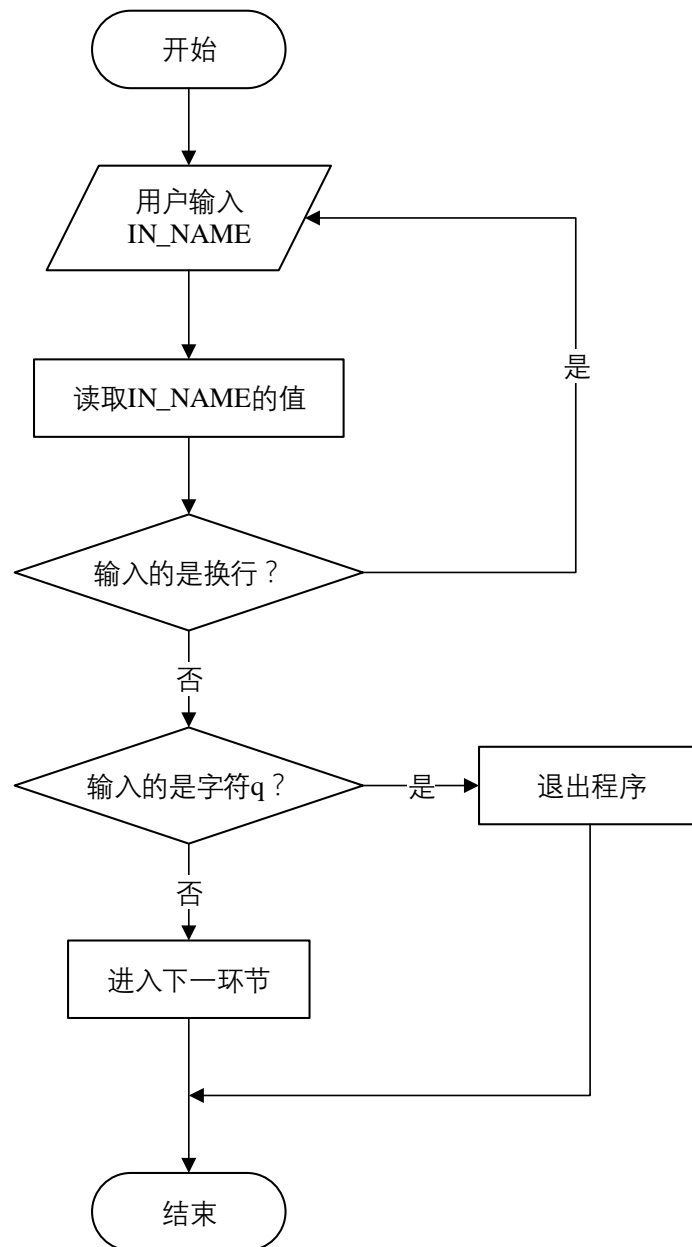 开始
用户输入
IN_NAME
是
读取IN_NAME的值
输入的是换行？
否
输入的是字符q？
是
退出程序
否
进入下一环节
结束